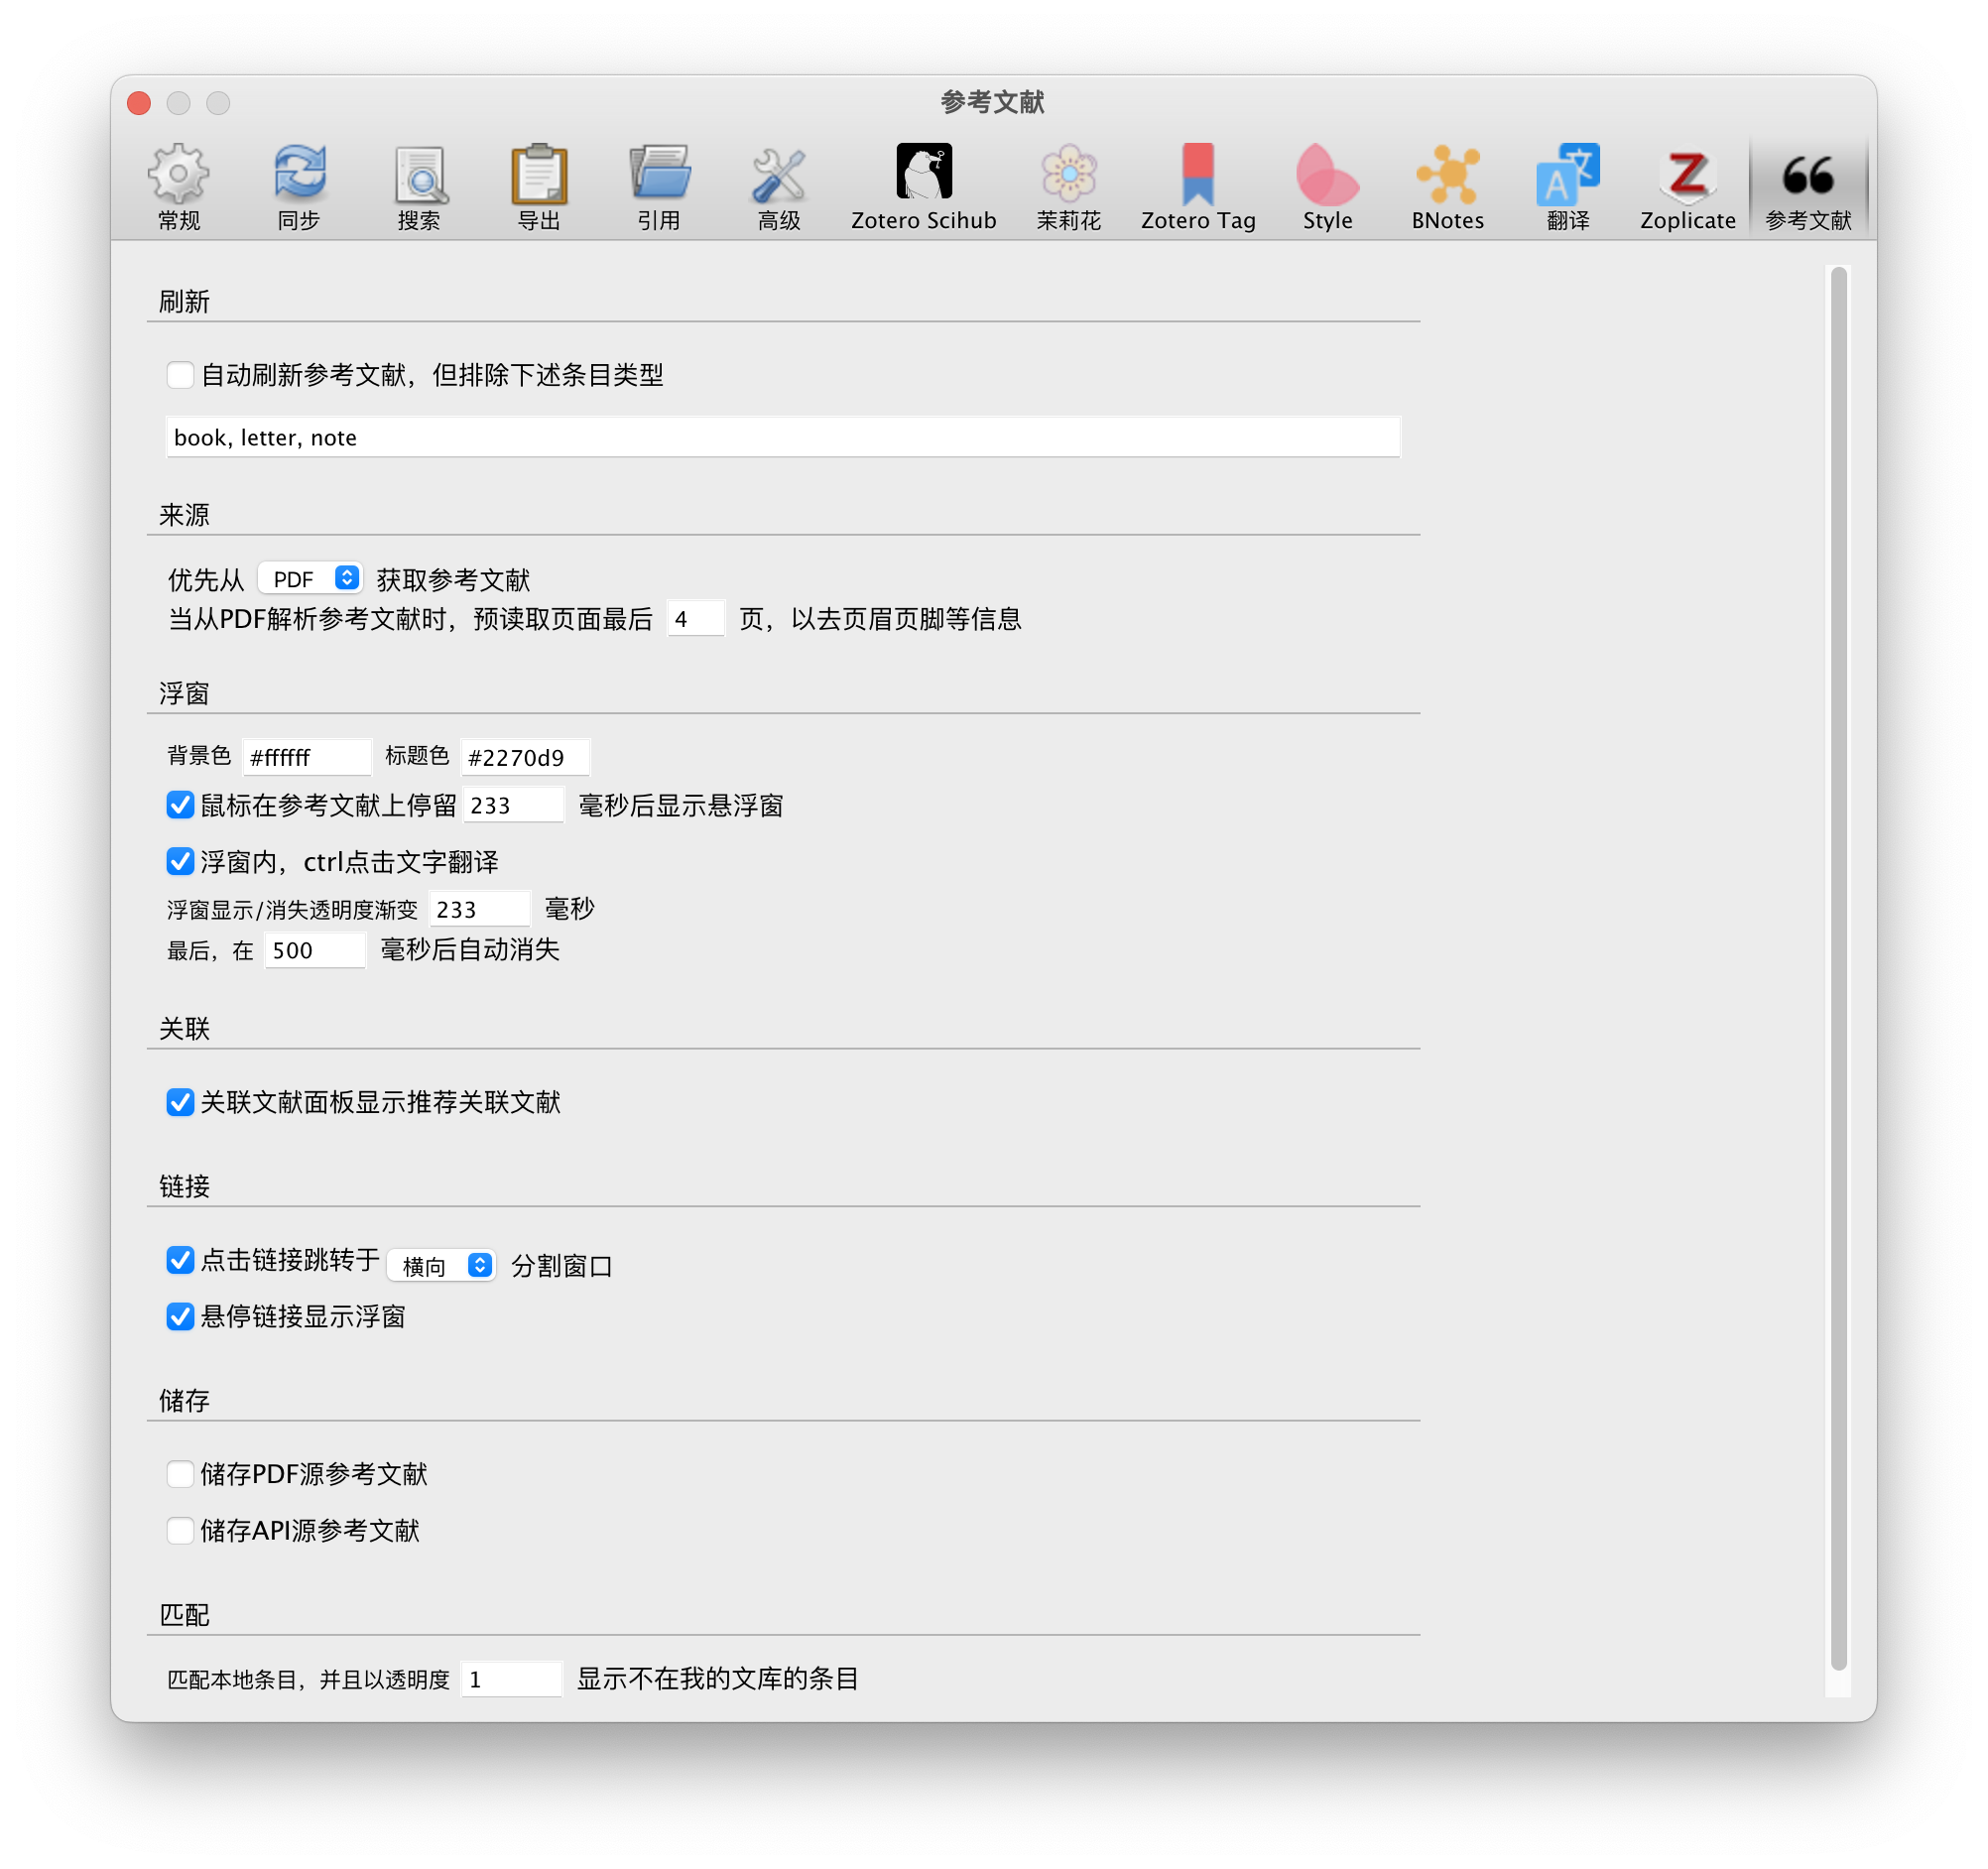 参考文献
常规 同步 搜索 导出 引用 高级 Zotero Scihub 茉莉花 Zotero Tag Style BNotes 翻译 Zoplicate 参考文献
刷新
自动刷新参考文献，但排除下述条目类型
book, letter, note
来源
优先从 PDF 获取参考文献
当从PDF解析参考文献时，预读取页面最后 4 页，以去页眉页脚等信息
浮窗
背景色 #ffffff 标题色 #2270d9
鼠标在参考文献上停留 233 毫秒后显示悬浮窗
浮窗内，ctrl点击文字翻译
浮窗显示/消失透明度渐变 233 毫秒
最后，在 500 毫秒后自动消失
关联
关联文献面板显示推荐关联文献
链接
点击链接跳转于 横向 分割窗口
悬停链接显示浮窗
储存
储存PDF源参考文献
储存API源参考文献
匹配
匹配本地条目，并且以透明度 1 显示不在我的文库的条目